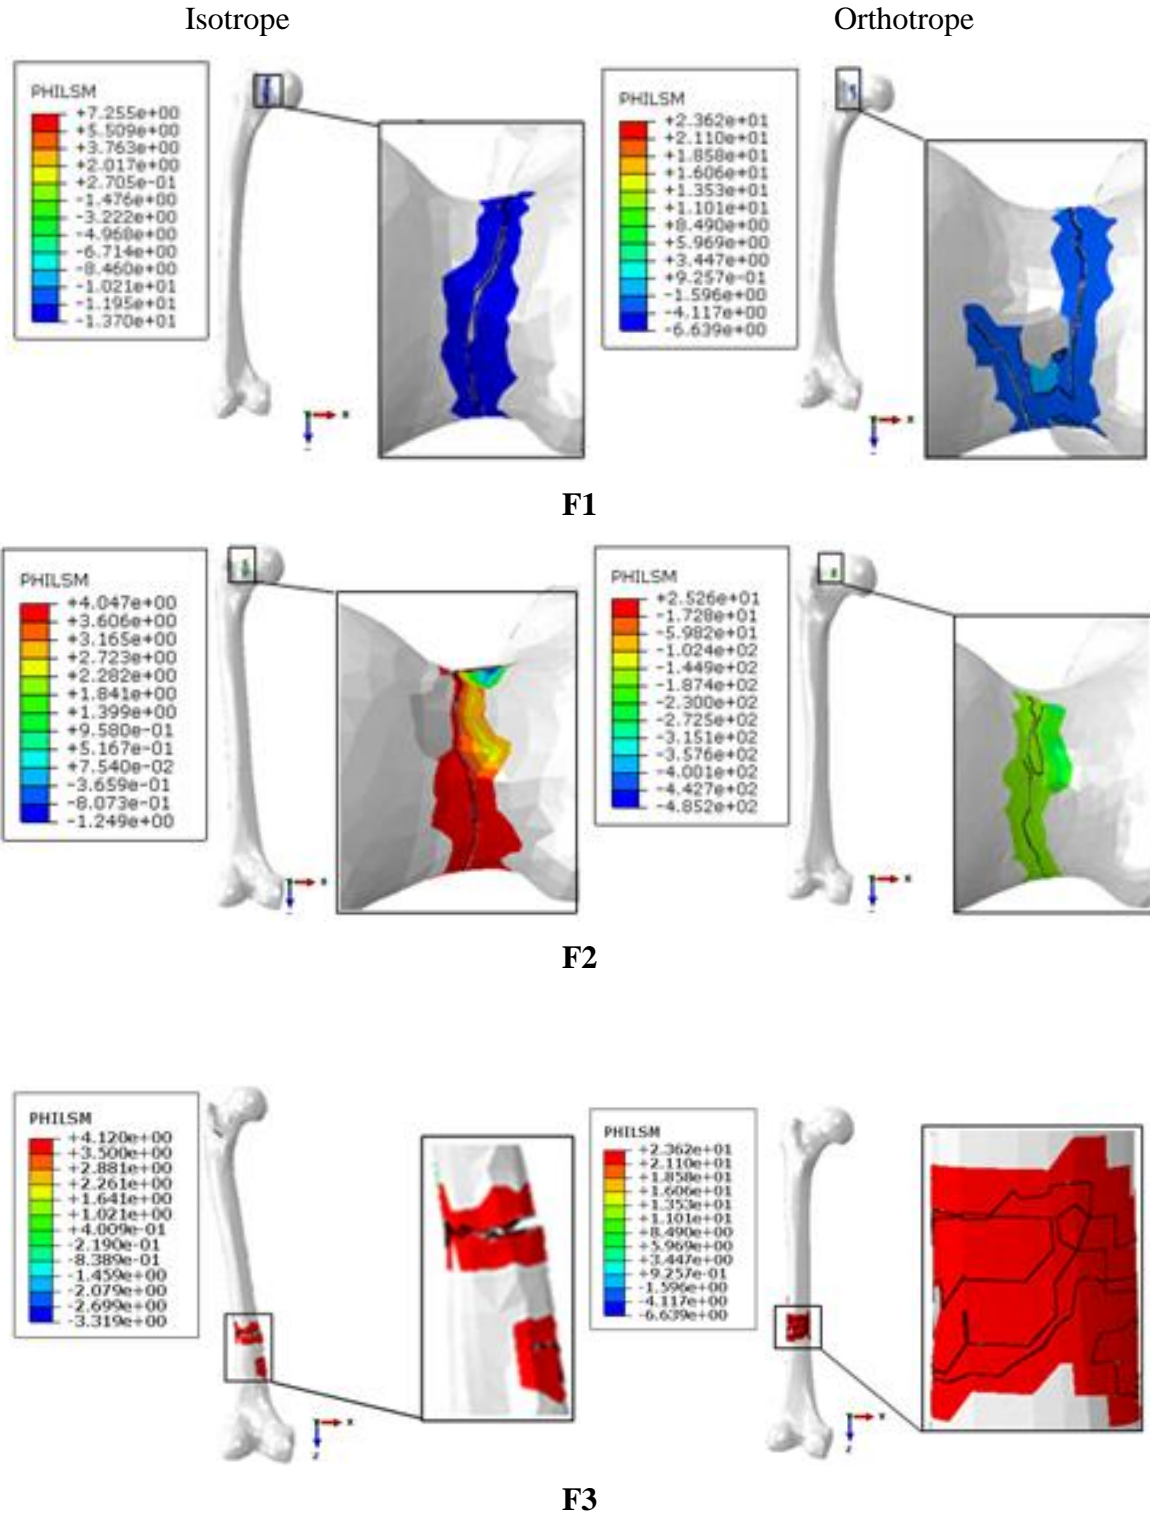 Isotrope
Orthotrope
PHILSM
+7.255e+00
+5.509e+00
+3.763e+00
+2.017e+00
+2.705e-01
-1.476e+00
-3.222e+00
-4.968e+00
-6.714e+00
-8.460e+00
-1.021e+01
-1.195e+01
-1.370e+01
PHILSM
+2.362e+01
+2.110e+01
+1.858e+01
+1.606e+01
+1.353e+01
+1.101e+01
+8.490e+00
+5.969e+00
+3.447e+00
+9.257e-01
-1.596e+00
-4.117e+00
-6.639e+00
F1
PHILSM
+4.047e+00
+3.606e+00
+3.165e+00
+2.723e+00
+2.282e+00
+1.841e+00
+1.399e+00
+9.580e-01
+5.167e-01
+7.540e-02
-3.659e-01
-8.073e-01
-1.249e+00
PHILSM
+2.526e+01
-1.728e+01
-5.982e+01
-1.024e+02
-1.449e+02
-1.874e+02
-2.300e+02
-2.725e+02
-3.151e+02
-3.576e+02
-4.001e+02
-4.427e+02
-4.852e+02
F2
PHILSM
+4.120e+00
+3.500e+00
+2.881e+00
+2.261e+00
+1.641e+00
+1.021e+00
+4.009e-01
-2.190e-01
-8.389e-01
-1.459e+00
-2.079e+00
-2.699e+00
-3.319e+00
PHILSM
+2.362e+01
+2.110e+01
+1.858e+01
+1.606e+01
+1.353e+01
+1.101e+01
+8.490e+00
+5.969e+00
+3.447e+00
+9.257e-01
-1.596e+00
-4.117e+00
-6.639e+00
F3